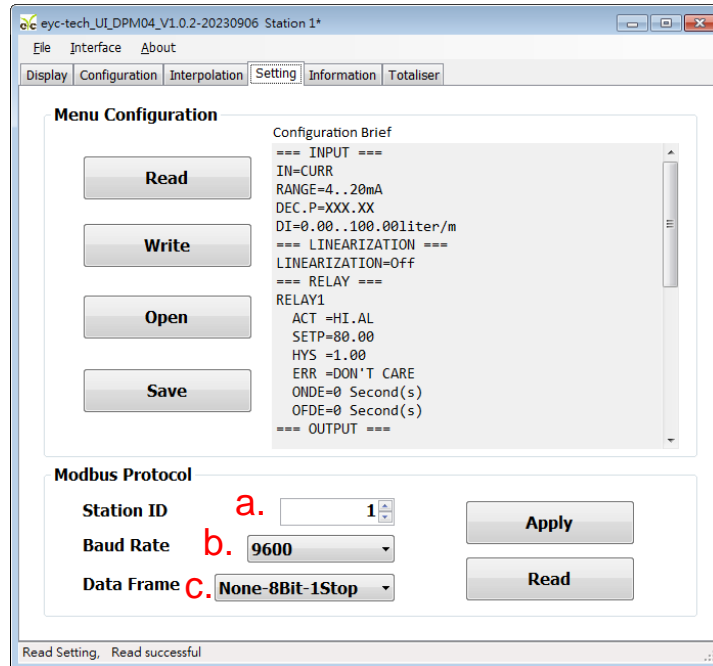 eyc-tech_UI_DPM04_V1.0.2-20230906 Station 1*
File Interface About
Display Configuration Interpolation Setting Information Totaliser
Menu Configuration
Configuration Brief
Read
Write
Open
Save
=== INPUT ===
IN=CURR
RANGE=4..20mA
DEC.P=XXX.XX
DI=0.00..100.00liter/m
=== LINEARIZATION ===
LINEARIZATION=Off
=== RELAY ===
RELAY1
ACT =HI.AL
SETP=80.00
HYS =1.00
ERR =DON'T CARE
ONDE=0 Second(s)
OFDE=0 Second(s)
=== OUTPUT ===
Modbus Protocol
Station ID a. 1
Baud Rate b. 9600
Data Frame c. None-8Bit-1Stop
Apply
Read
Read Setting, Read successful